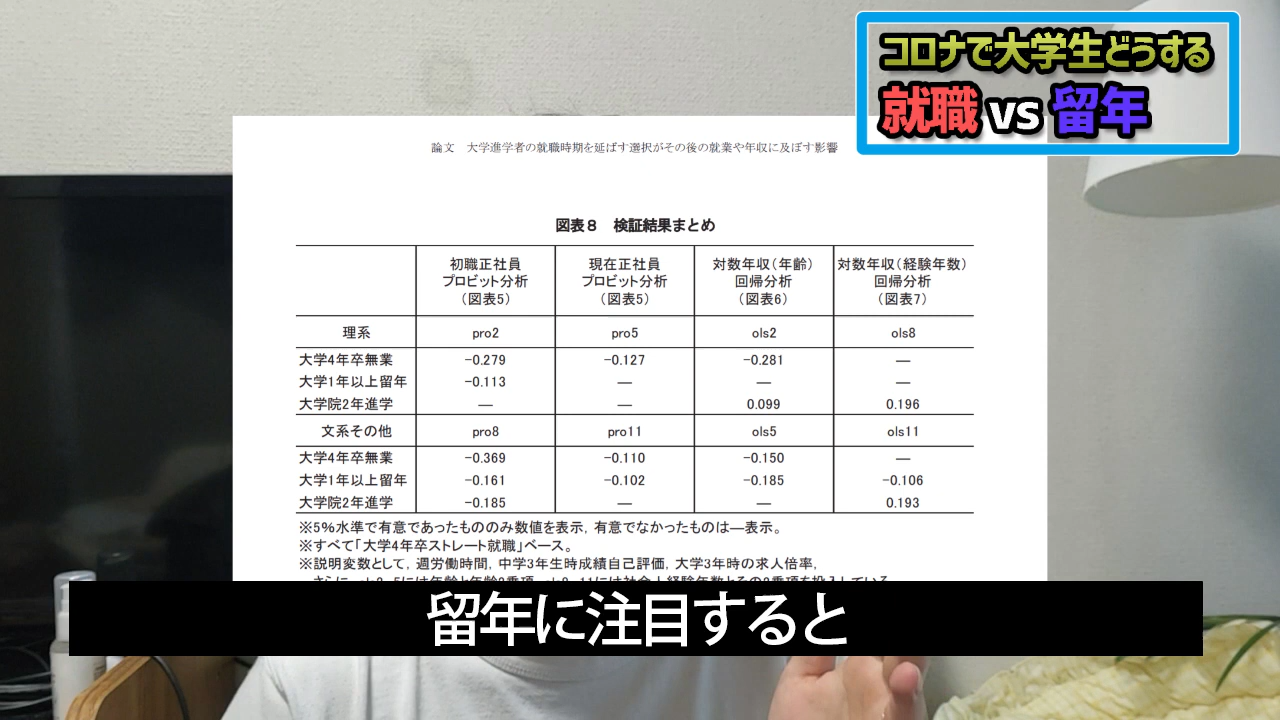 コロナで大学生どうする
就職 vs 留年
論文 大学進学者の就職時期を延ばす選択がその後の就業や年収に及ぼす影響
図表8 検証結果まとめ
初職正社員 プロビット分析 (図表5) 現在正社員 プロビット分析 (図表5) 対数年収(年齢) 回帰分析 (図表6) 対数年収(経験年数) 回帰分析 (図表7)
理系 pro2 pro5 ols2 ols8
大学4年卒無業 -0.279 -0.127 -0.281 —
大学1年以上留年 -0.113 — — —
大学院2年進学 — — 0.099 0.196
文系その他 pro8 pro11 ols5 ols11
大学4年卒無業 -0.369 -0.110 -0.150 —
大学1年以上留年 -0.161 -0.102 -0.185 -0.106
大学院2年進学 -0.185 — — 0.193
※5%水準で有意であったもののみ数値を表示，有意でなかったものは—表示。
※すべて「大学4年卒ストレート就職」ベース。
※説明変数として，週労働時間，中学3年生時成績自己評価，大学3年時の求人倍率，
留年に注目すると